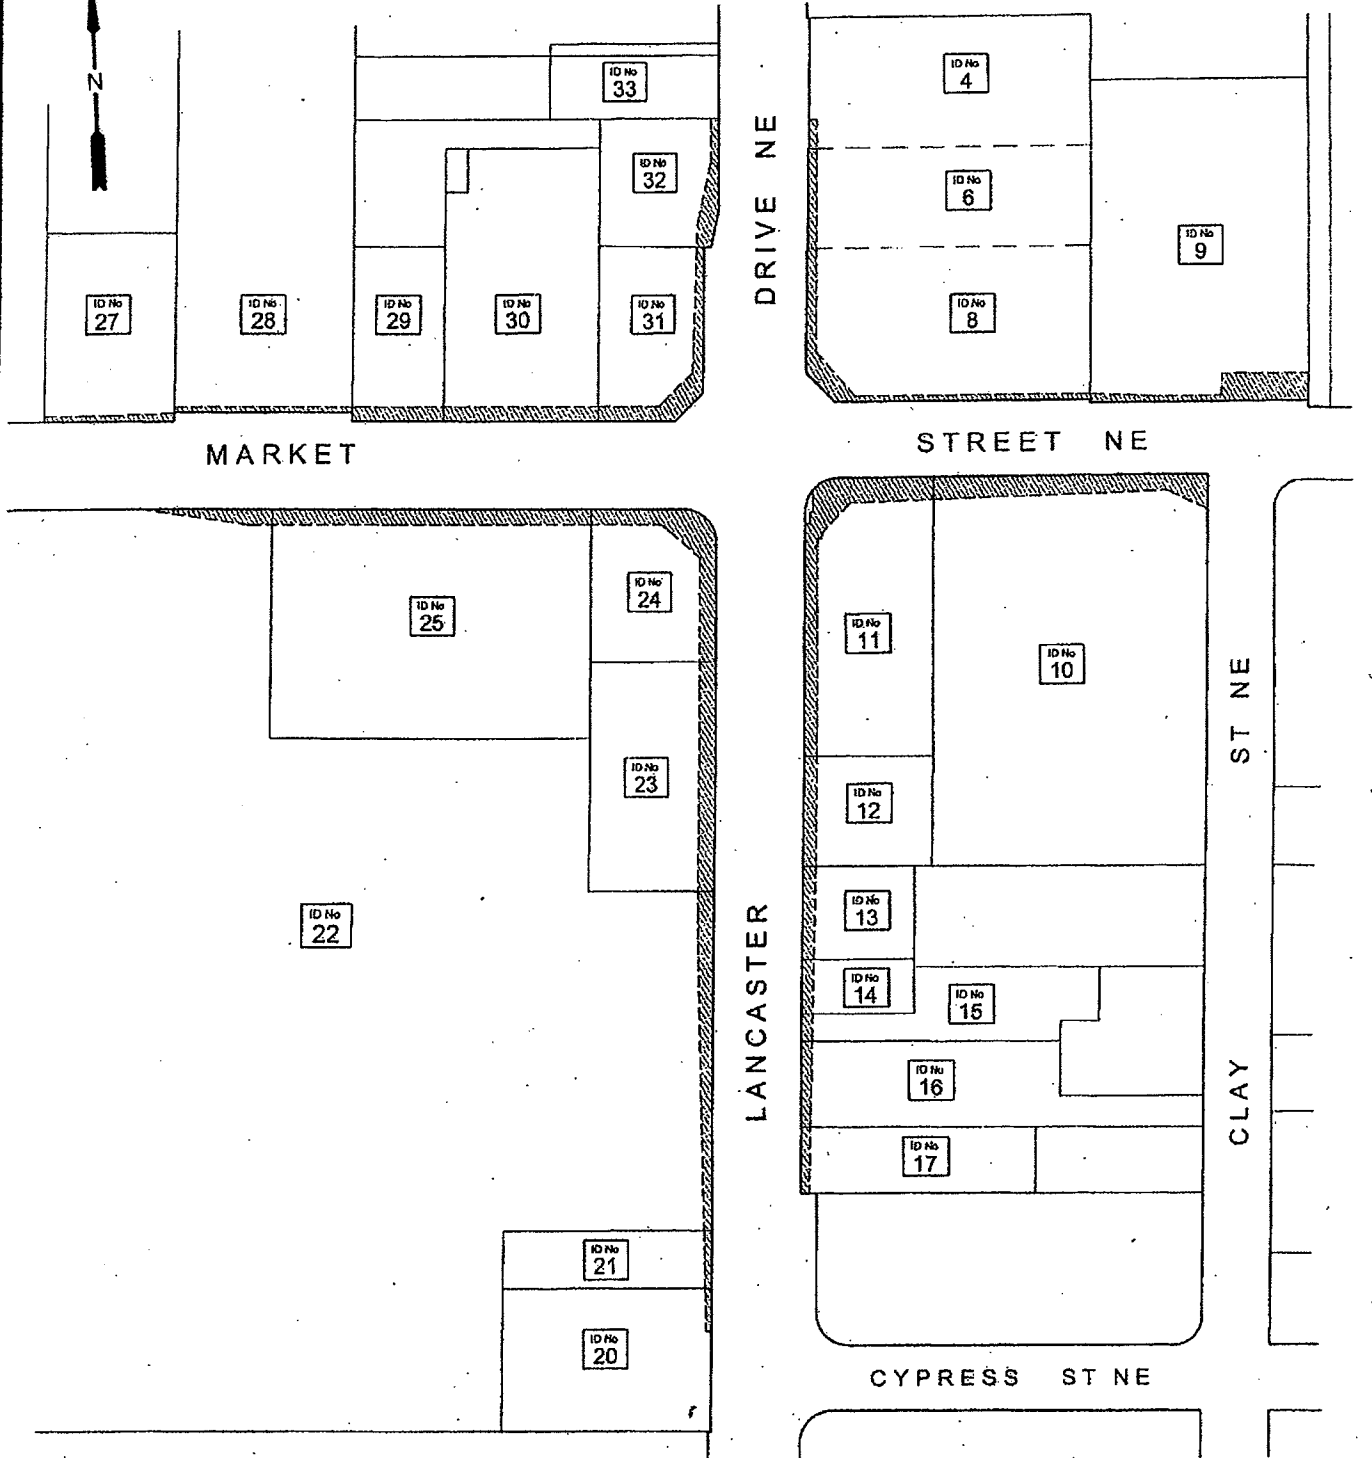 N
ID No
33
ID No
4
ID No
32
ID No
6
ID No
9
DRIVE NE
ID No
27
ID No.
28
ID No
29
ID No
30
ID No
31
ID No
8
MARKET
STREET NE
ID No
24
ID No
25
ID No
11
ID No
10
ID No
23
ID No
12
ST NE
ID No
22
ID No
13
ID No
14
ID No
15
LANCASTER
ID No
16
CLAY
ID No
17
ID No
21
ID No
20
CYPRESS ST NE